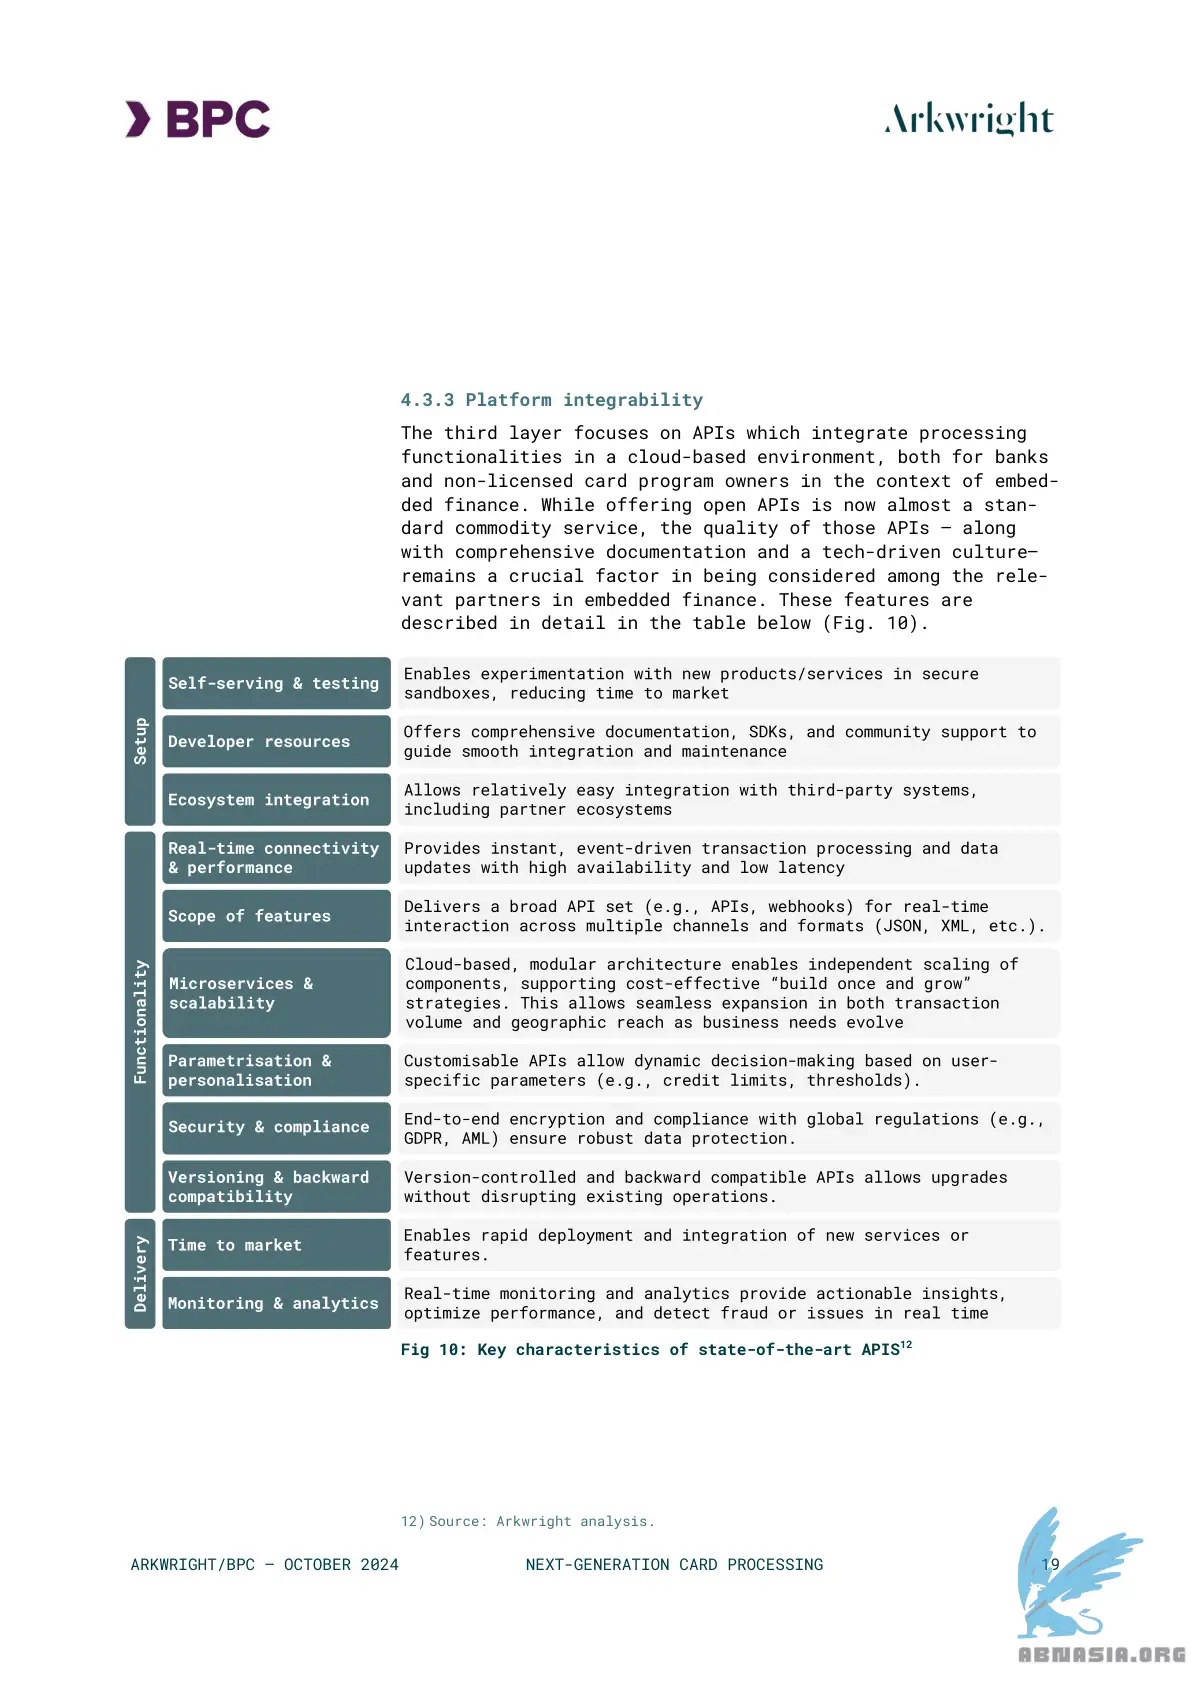 BPC
Arkwright
4.3.3 Platform integrability
The third layer focuses on APIs which integrate processing
functionalities in a cloud-based environment, both for banks
and non-licensed card program owners in the context of embed-
ded finance. While offering open APIs is now almost a stan-
dard commodity service, the quality of those APIs – along
with comprehensive documentation and a tech-driven culture–
remains a crucial factor in being considered among the rele-
vant partners in embedded finance. These features are
described in detail in the table below (Fig. 10).
Setup
Self-serving & testing
Enables experimentation with new products/services in secure
sandboxes, reducing time to market
Developer resources
Offers comprehensive documentation, SDKs, and community support to
guide smooth integration and maintenance
Ecosystem integration
Allows relatively easy integration with third-party systems,
including partner ecosystems
Functionality
Real-time connectivity
& performance
Provides instant, event-driven transaction processing and data
updates with high availability and low latency
Scope of features
Delivers a broad API set (e.g., APIs, webhooks) for real-time
interaction across multiple channels and formats (JSON, XML, etc.).
Microservices &
scalability
Cloud-based, modular architecture enables independent scaling of
components, supporting cost-effective “build once and grow”
strategies. This allows seamless expansion in both transaction
volume and geographic reach as business needs evolve
Parametrisation &
personalisation
Customisable APIs allow dynamic decision-making based on user-
specific parameters (e.g., credit limits, thresholds).
Security & compliance
End-to-end encryption and compliance with global regulations (e.g.,
GDPR, AML) ensure robust data protection.
Versioning & backward
compatibility
Version-controlled and backward compatible APIs allows upgrades
without disrupting existing operations.
Delivery
Time to market
Enables rapid deployment and integration of new services or
features.
Monitoring & analytics
Real-time monitoring and analytics provide actionable insights,
optimize performance, and detect fraud or issues in real time
Fig 10: Key characteristics of state-of-the-art APIS12
12) Source: Arkwright analysis.
ARKWRIGHT/BPC – OCTOBER 2024
NEXT-GENERATION CARD PROCESSING
19
ABNASIA.ORG